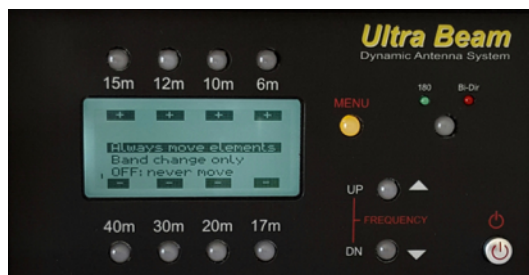 Ultra Beam
Dynamic Antenna System
15m 12m 10m 6m
180 Bi-Dir
MENU
+ + + +
Always move elements
Band change only
OFF: never move
- - - -
UP
FREQUENCY
DN
40m 30m 20m 17m